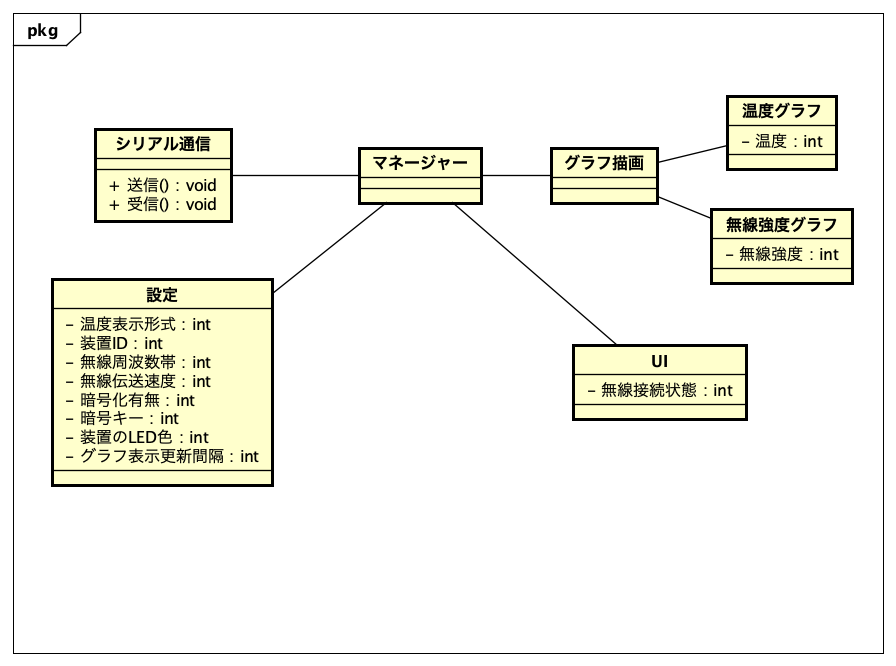 pkg
シリアル通信
+ 送信() : void
+ 受信() : void
マネージャー
グラフ描画
温度グラフ
- 温度 : int
無線強度グラフ
- 無線強度 : int
設定
- 温度表示形式 : int
- 装置ID : int
- 無線周波数帯 : int
- 無線伝送速度 : int
- 暗号化有無 : int
- 暗号キー : int
- 装置のLED色 : int
- グラフ表示更新間隔 : int
UI
- 無線接続状態 : int